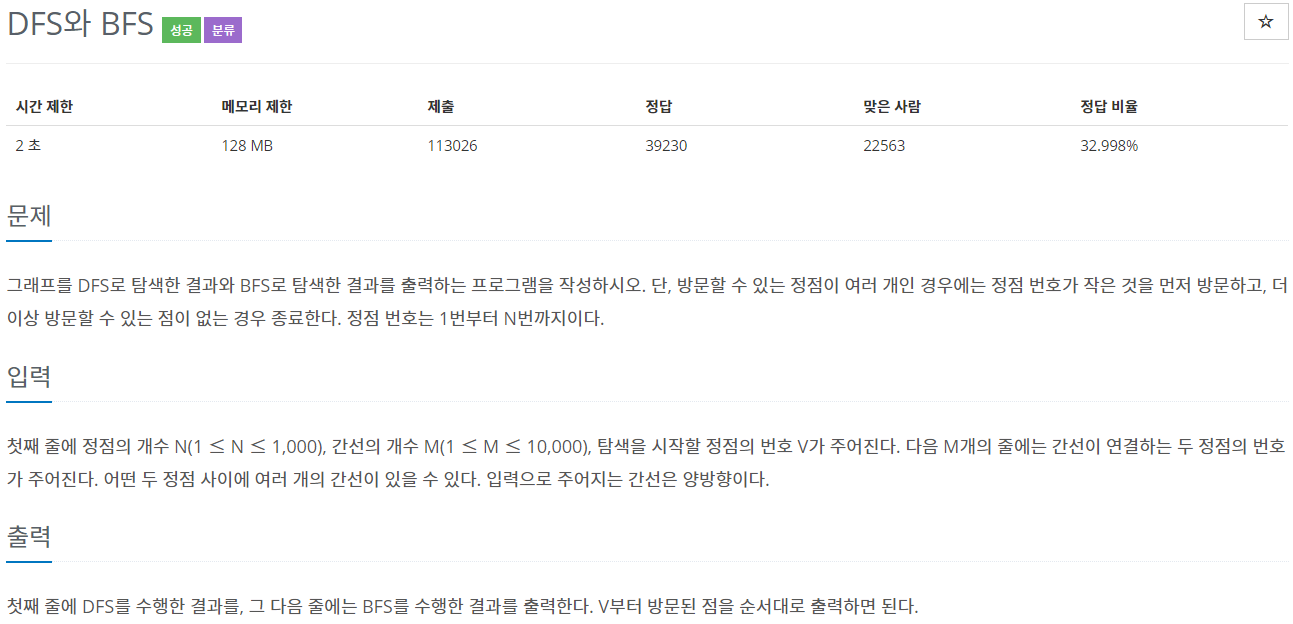 DFS와 BFS 성공 분류
☆
시간 제한 메모리 제한 제출 정답 맞은 사람 정답 비율
2 초 128 MB 113026 39230 22563 32.998%
문제
그래프를 DFS로 탐색한 결과와 BFS로 탐색한 결과를 출력하는 프로그램을 작성하시오. 단, 방문할 수 있는 정점이 여러 개인 경우에는 정점 번호가 작은 것을 먼저 방문하고, 더
이상 방문할 수 있는 점이 없는 경우 종료한다. 정점 번호는 1번부터 N번까지이다.
입력
첫째 줄에 정점의 개수 N(1 ≤ N ≤ 1,000), 간선의 개수 M(1 ≤ M ≤ 10,000), 탐색을 시작할 정점의 번호 V가 주어진다. 다음 M개의 줄에는 간선이 연결하는 두 정점의 번호
가 주어진다. 어떤 두 정점 사이에 여러 개의 간선이 있을 수 있다. 입력으로 주어지는 간선은 양방향이다.
출력
첫째 줄에 DFS를 수행한 결과를, 그 다음 줄에는 BFS를 수행한 결과를 출력한다. V부터 방문된 점을 순서대로 출력하면 된다.